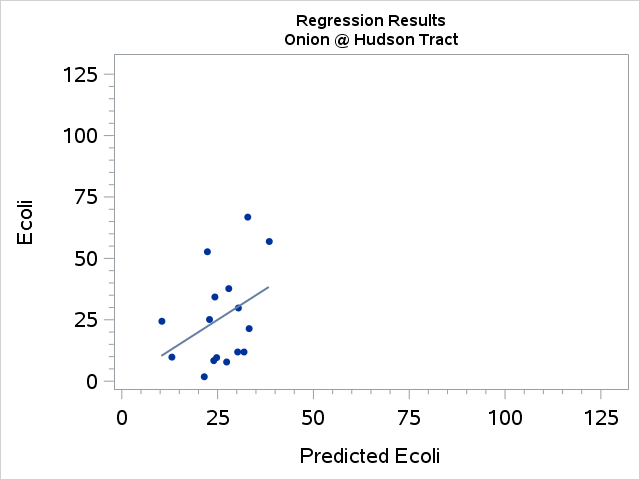 Regression Results
Onion @ Hudson Tract
125
100
75
50
25
0
Ecoli
0 25 50 75 100 125
Predicted Ecoli